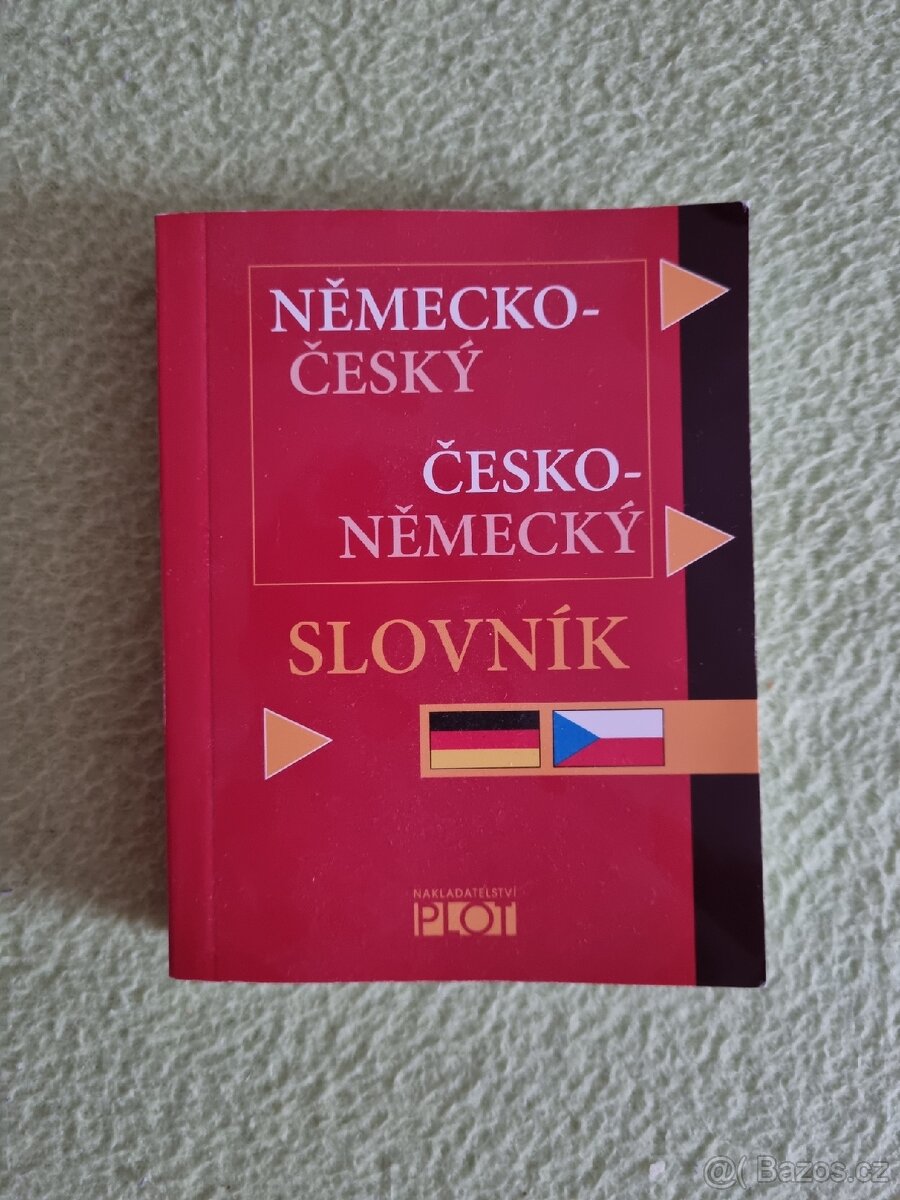 NĚMECKO-
ČESKÝ
ČESKO-
NĚMECKÝ
SLOVNÍK
NAKLADATELSTVÍ
PLOT
@( Bazos.cz